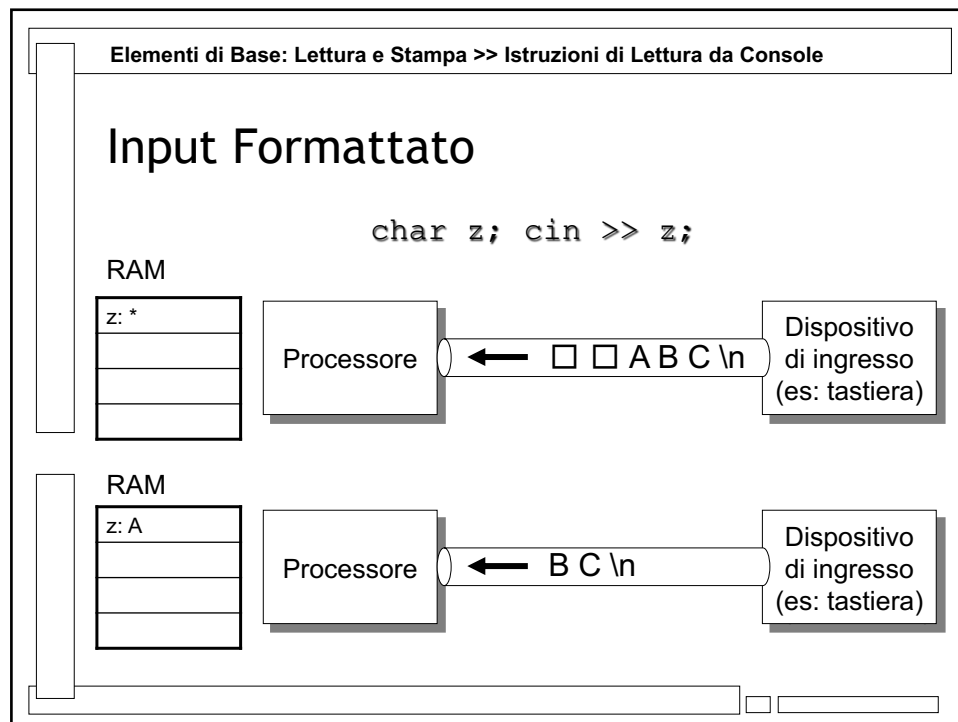 Elementi di Base: Lettura e Stampa >> Istruzioni di Lettura da Console
Input Formattato
char z; cin >> z;
RAM
z: *
Processore
□ □ A B C \n
Dispositivo
di ingresso
(es: tastiera)
RAM
z: A
Processore
B C \n
Dispositivo
di ingresso
(es: tastiera)